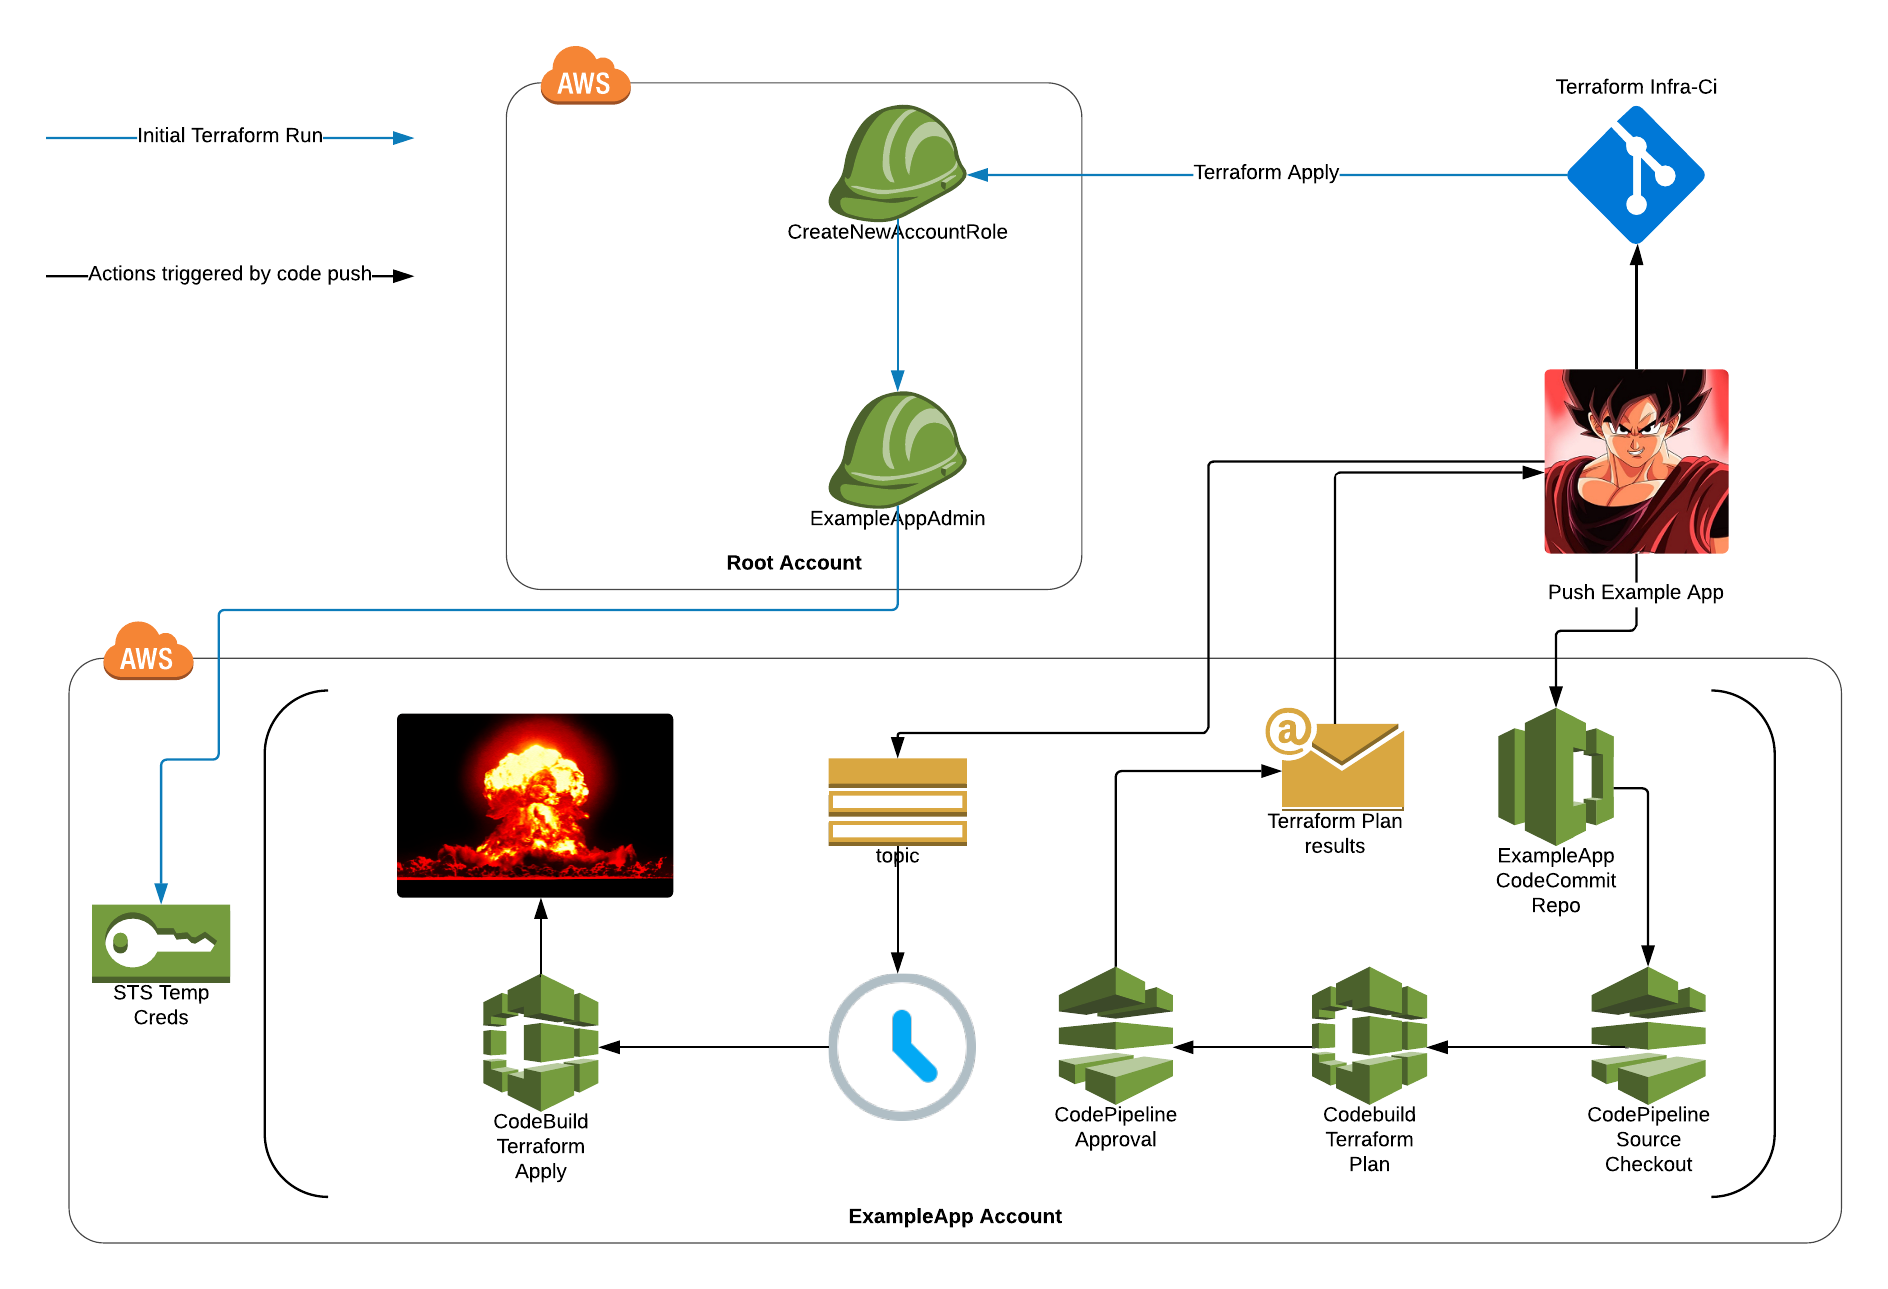 AWS
Terraform Infra-Ci
Initial Terraform Run
Terraform Apply
CreateNewAccountRole
Actions triggered by code push
ExampleAppAdmin
Root Account
Push Example App
AWS
@
Terraform Plan
results
topic
ExampleApp
CodeCommit
Repo
STS Temp
Creds
CodeBuild
Terraform
Apply
CodePipeline
Approval
Codebuild
Terraform
Plan
CodePipeline
Source
Checkout
ExampleApp Account